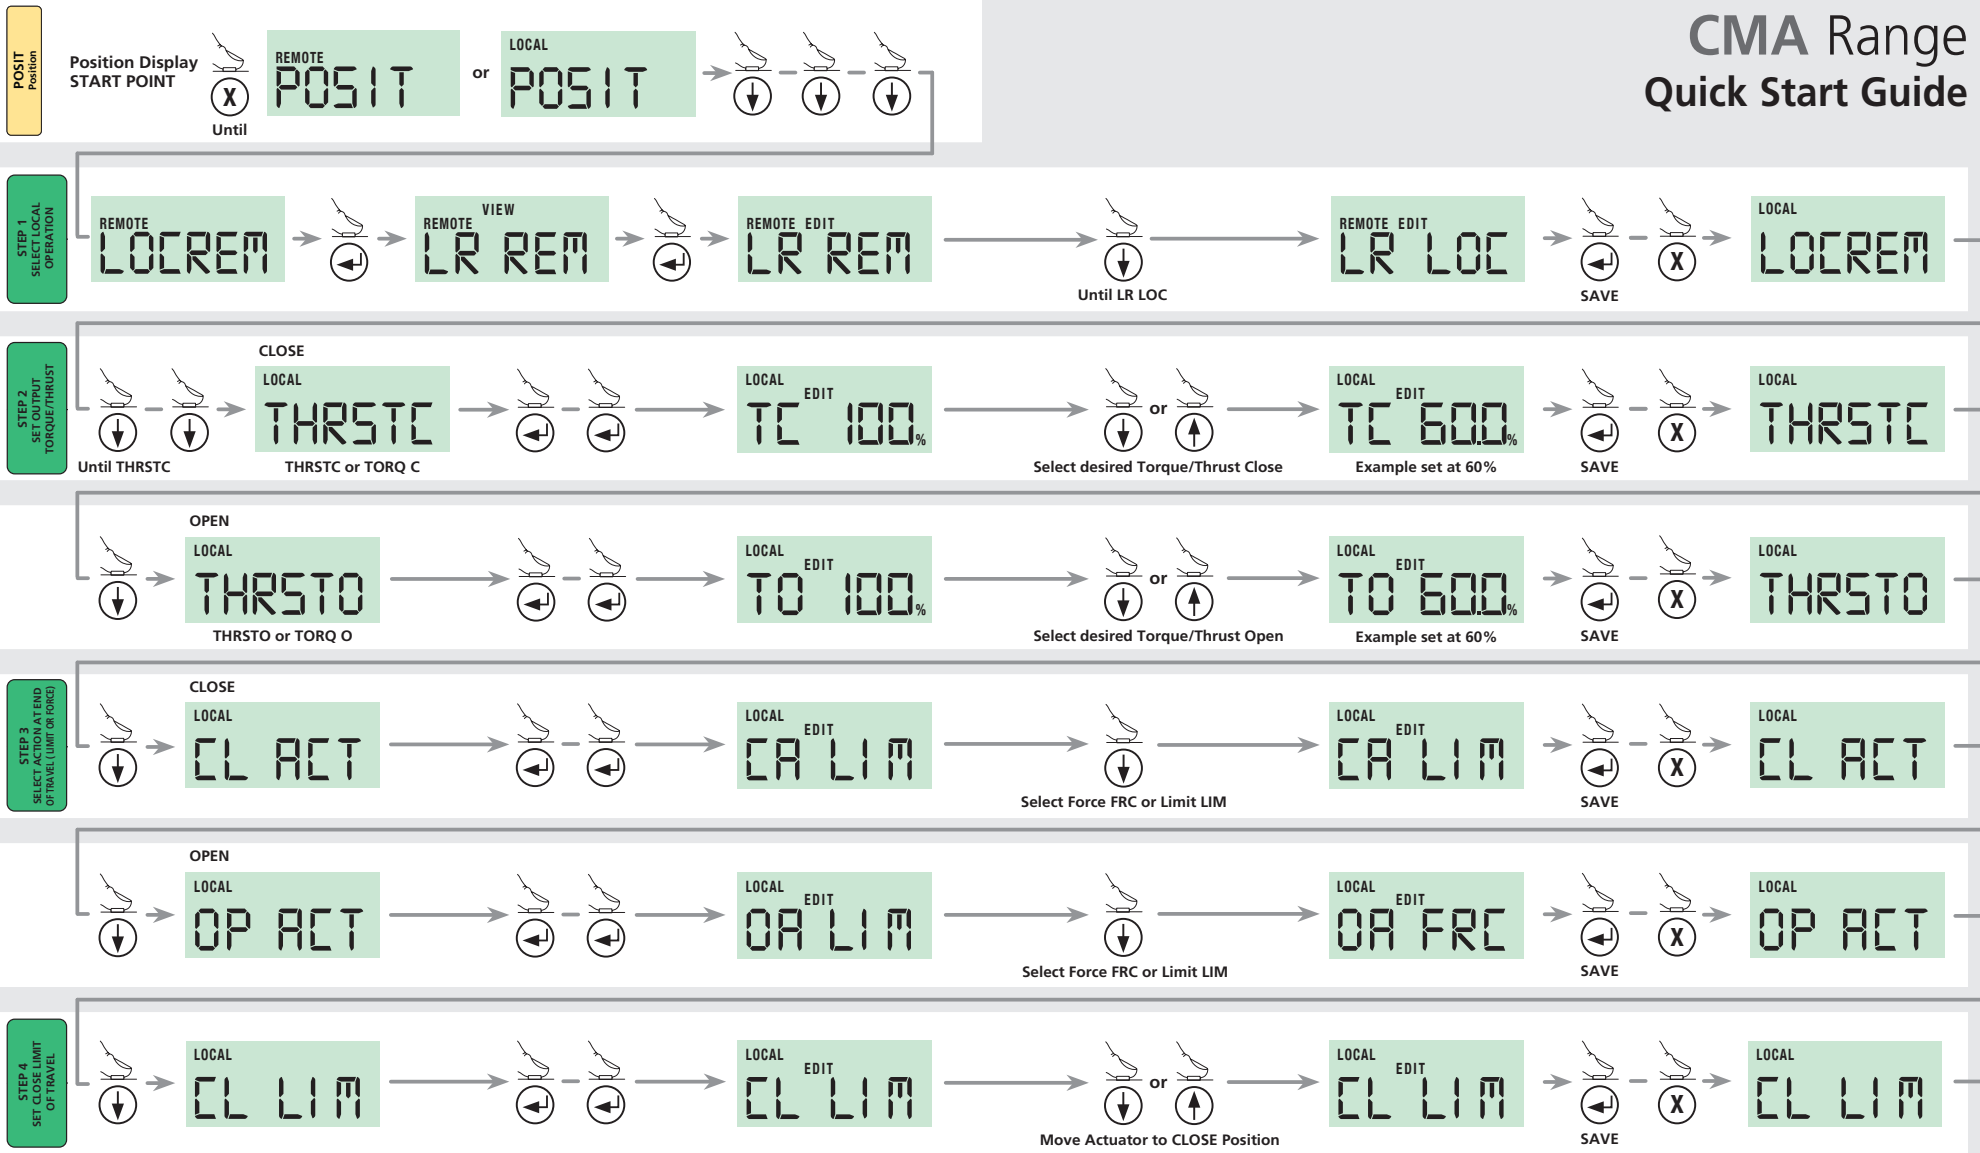 CMA Range
Quick Start Guide
POSIT
Position
Position Display
START POINT
X
Until
REMOTE
POSIT
or
LOCAL
POSIT
STEP 1
SELECT LOCAL
OPERATION
REMOTE
LOCREM
VIEW
REMOTE
LR REM
REMOTE EDIT
LR REM
Until LR LOC
REMOTE EDIT
LR LOC
SAVE
X
LOCAL
LOCREM
STEP 2
SET OUTPUT
TORQUE/THRUST
Until THRSTC
CLOSE
LOCAL
THRSTC
THRSTC or TORQ C
LOCAL
EDIT
TC 100%
or
Select desired Torque/Thrust Close
LOCAL
EDIT
TC 60.0%
Example set at 60%
SAVE
X
LOCAL
THRSTC
OPEN
LOCAL
THRSTO
THRSTO or TORQ O
LOCAL
EDIT
TO 100%
or
Select desired Torque/Thrust Open
LOCAL
EDIT
TO 60.0%
Example set at 60%
SAVE
X
LOCAL
THRSTO
STEP 3
SELECT ACTION AT END
OF TRAVEL (LIMIT OR FORCE)
CLOSE
LOCAL
CL ACT
LOCAL
EDIT
CA LIM
Select Force FRC or Limit LIM
LOCAL
EDIT
CA LIM
SAVE
X
LOCAL
CL ACT
OPEN
LOCAL
OP ACT
LOCAL
EDIT
OA LIM
Select Force FRC or Limit LIM
LOCAL
EDIT
OA FRC
SAVE
X
LOCAL
OP ACT
STEP 4
SET CLOSE LIMIT
OF TRAVEL
LOCAL
CL LIM
LOCAL
EDIT
CL LIM
or
Move Actuator to CLOSE Position
LOCAL
EDIT
CL LIM
SAVE
X
LOCAL
CL LIM